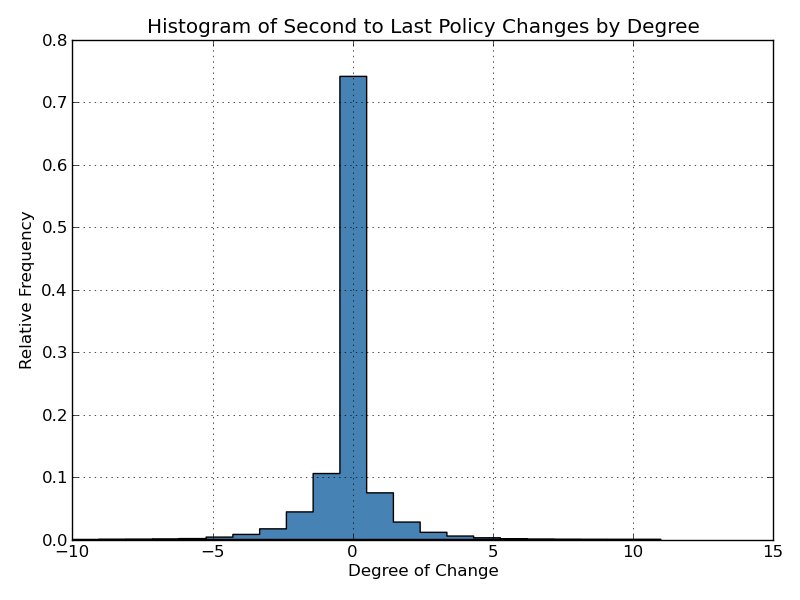 Histogram of Second to Last Policy Changes by Degree
0.8
0.7
0.6
0.5
0.4
0.3
0.2
0.1
0.0
Relative Frequency
−10 −5 0 5 10 15
Degree of Change